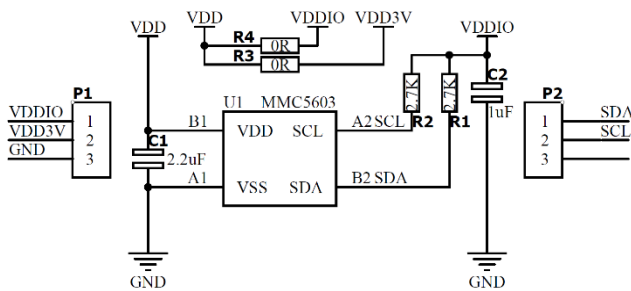 VDD VDDIO VDD3V VDDIO
R4 0R
R3 0R
P1
VDDIO 1
VDD3V 2
GND 3
C1
2.2uF
U1 MMC5603
B1 VDD SCL A2 SCL
A1 VSS SDA B2 SDA
2.7K R2
2.7K R1
VDD
C2
1uF
P2
1 SDA
2 SCL
3
GND
GND